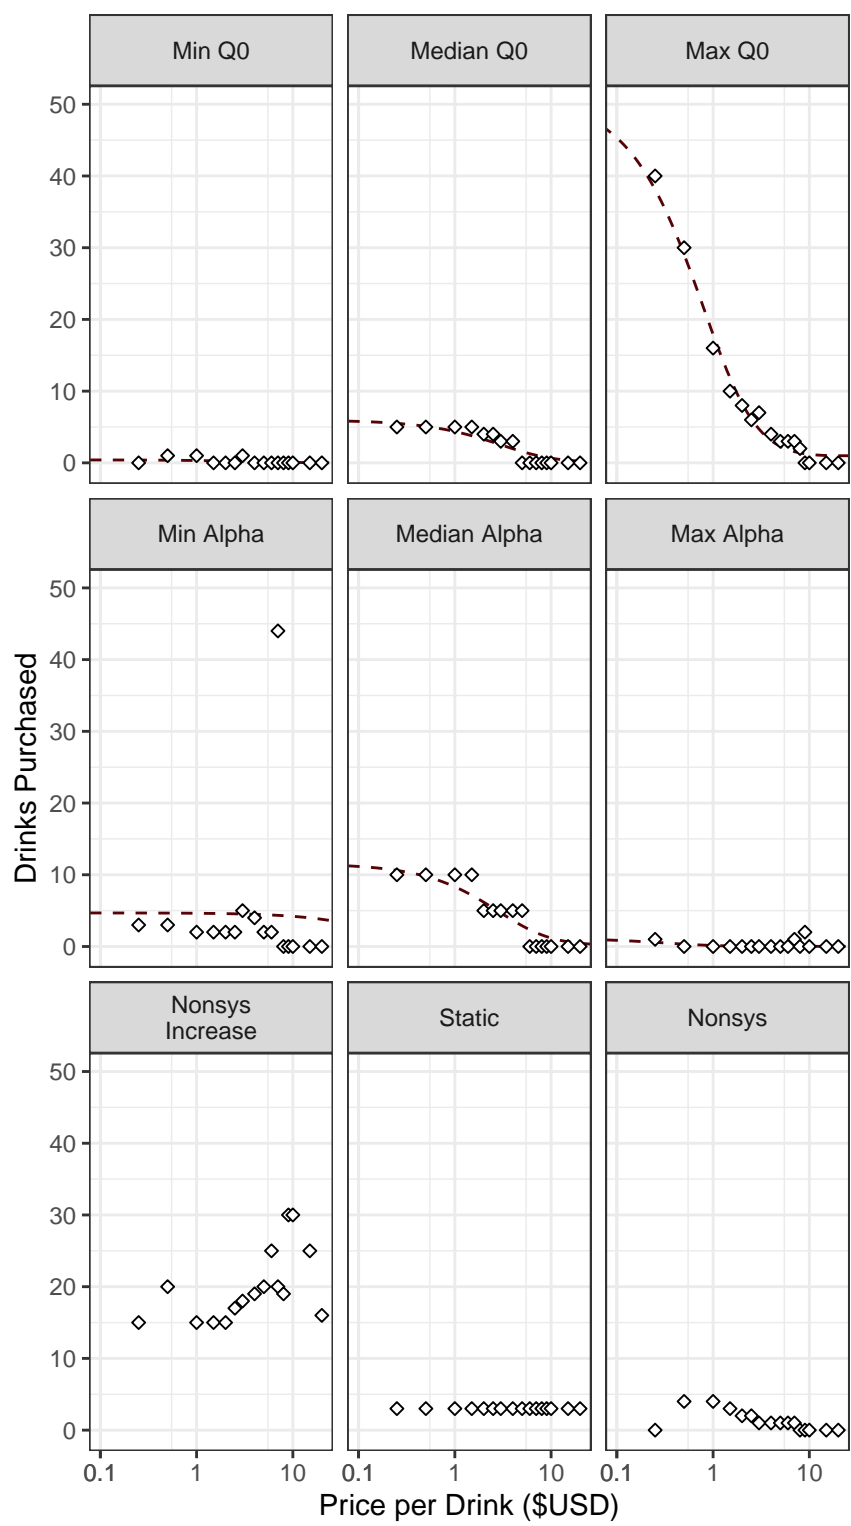 Min Q0
Median Q0
Max Q0
50
40
30
20
10
0
Min Alpha
Median Alpha
Max Alpha
50
40
30
20
10
0
Drinks Purchased
Nonsys
Increase
Static
Nonsys
50
40
30
20
10
0
0.1 1 10
0.1 1 10
0.1 1 10
Price per Drink ($USD)